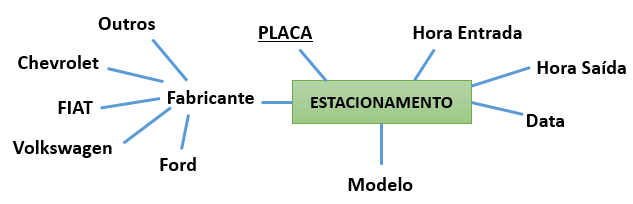 Outros
PLACA
Hora Entrada
Chevrolet
Hora Saída
FIAT
Fabricante
ESTACIONAMENTO
Data
Volkswagen
Ford
Modelo